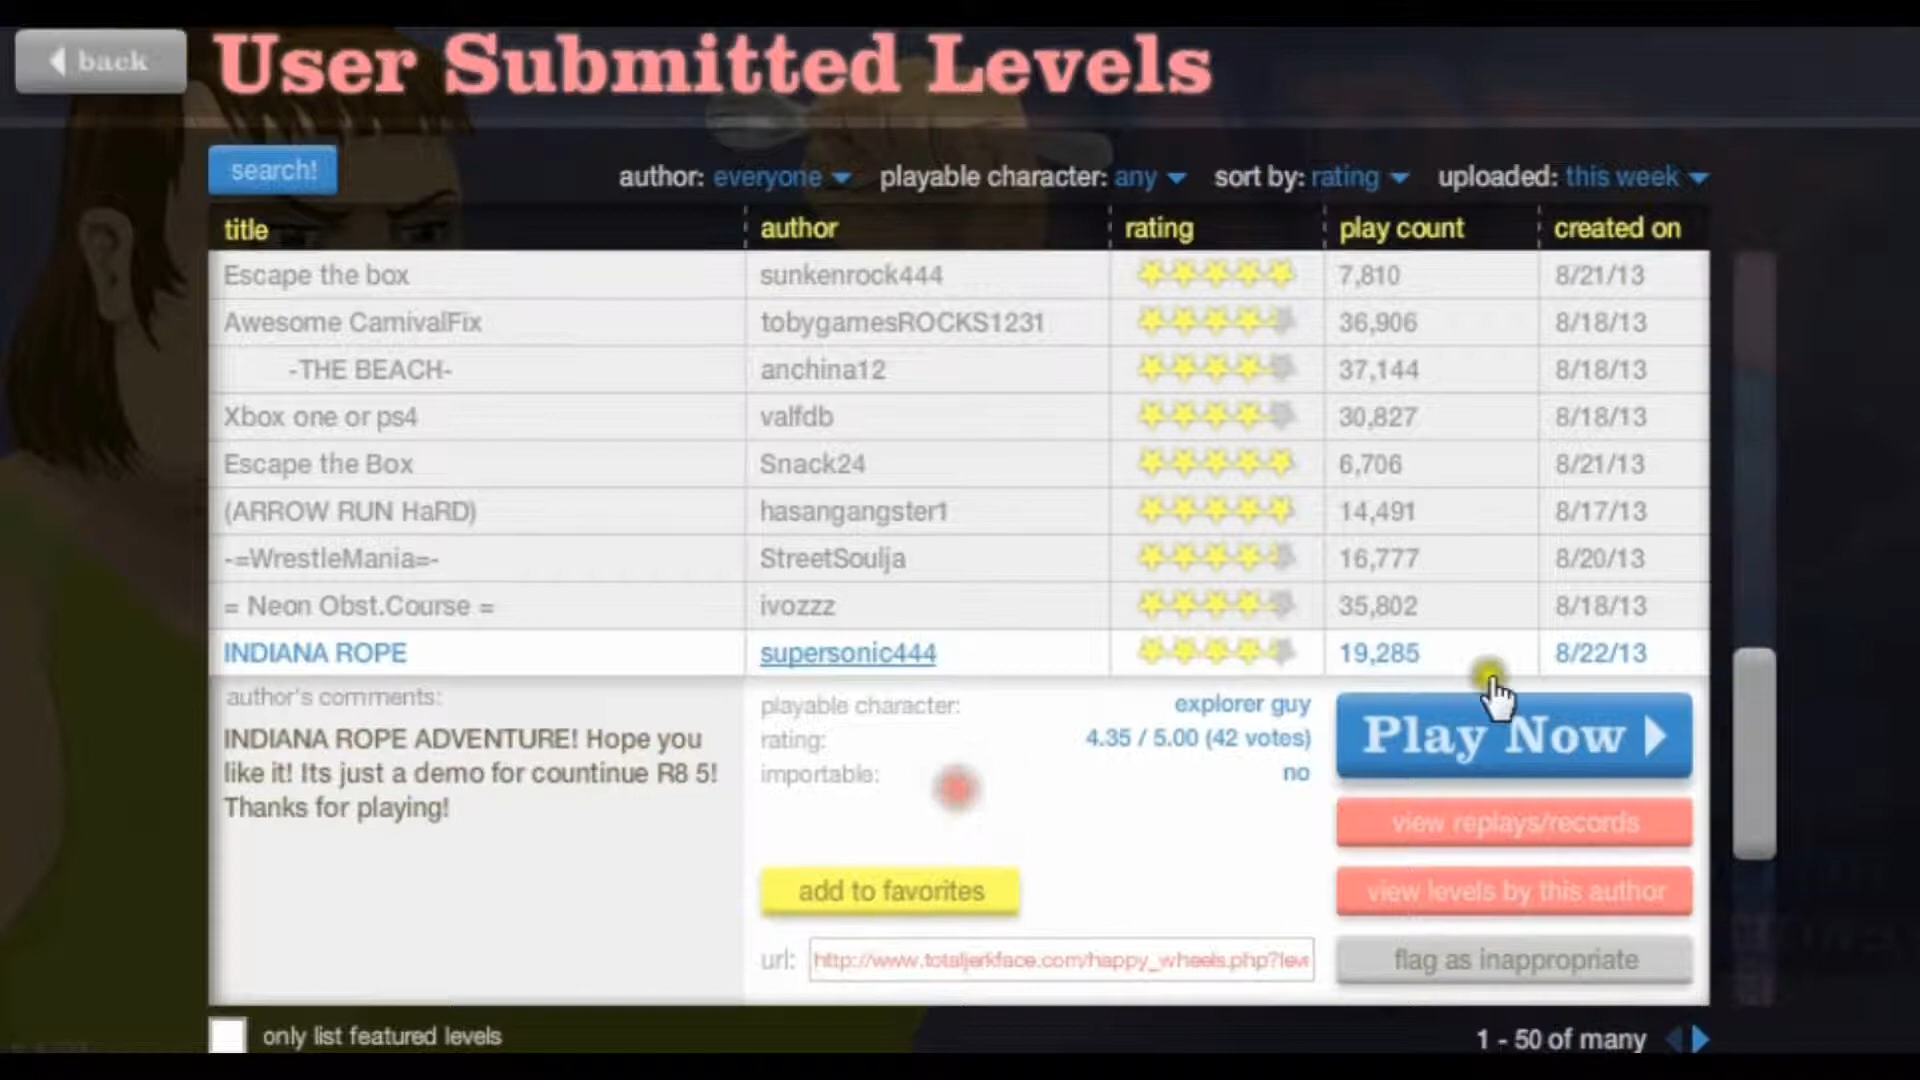 back
User Submitted Levels
search!
author: everyone
playable character: any
sort by: rating
uploaded: this week
title author rating play count created on
Escape the box sunkenrock444 7,810 8/21/13
Awesome CarnivalFix tobygamesROCKS1231 36,906 8/18/13
-THE BEACH- anchina12 37,144 8/18/13
Xbox one or ps4 valfdb 30,827 8/18/13
Escape the Box Snack24 6,706 8/21/13
(ARROW RUN HaRD) hasangangster1 14,491 8/17/13
-=WrestleMania=- StreetSoulja 16,777 8/20/13
= Neon Obst.Course = ivozzz 35,802 8/18/13
INDIANA ROPE supersonic444 19,285 8/22/13
author's comments:
INDIANA ROPE ADVENTURE! Hope you
like it! Its just a demo for countinue R8 5!
Thanks for playing!
playable character: explorer guy
rating: 4.35 / 5.00 (42 votes)
importable: no
add to favorites
url: http://www.totaljerkface.com/happy_wheels.php?leve
Play Now
view replays/records
view levels by this author
flag as inappropriate
only list featured levels
1 - 50 of many